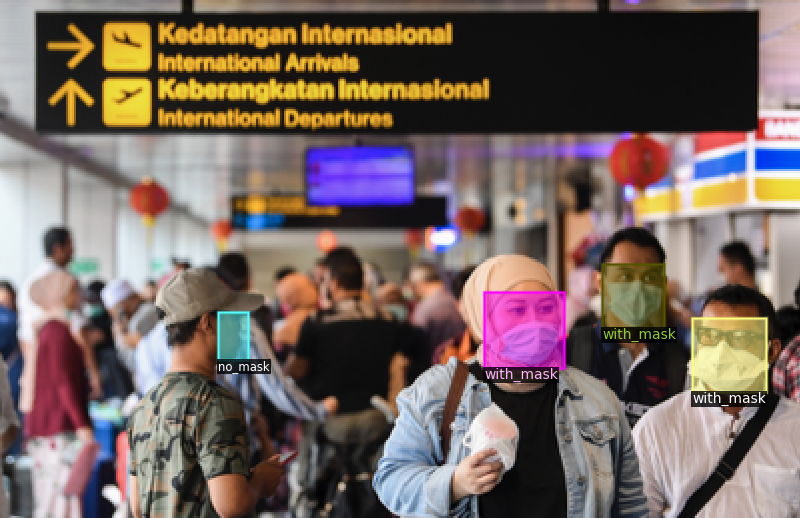 Kedatangan Internasional
International Arrivals
Keberangkatan Internasional
International Departures
no_mask
with_mask
with_mask
with_mask